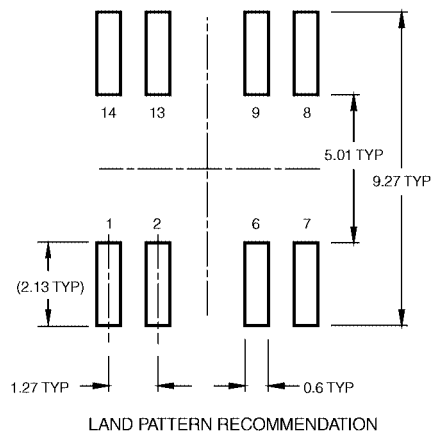 14 13 9 8
5.01 TYP
9.27 TYP
1 2 6 7
(2.13 TYP)
1.27 TYP 0.6 TYP
LAND PATTERN RECOMMENDATION